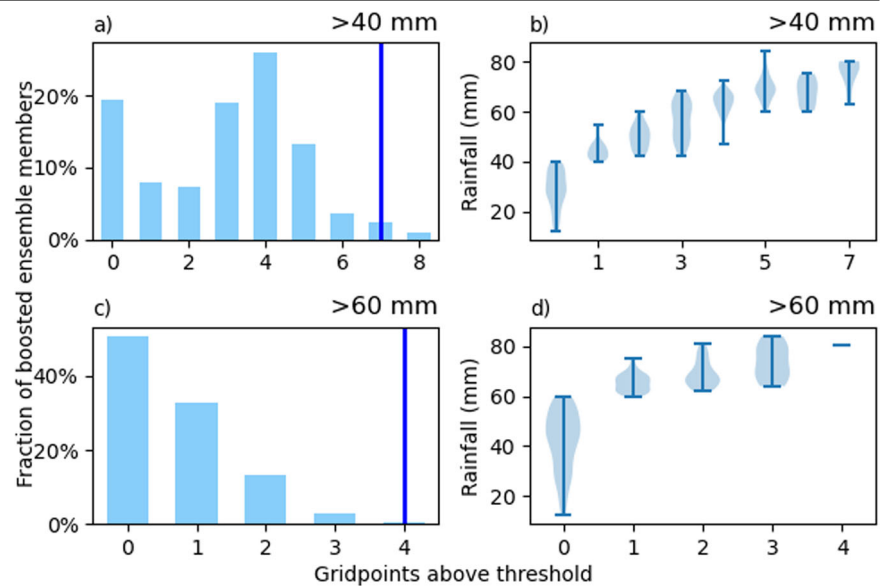 a) >40 mm
b) >40 mm
Fraction of boosted ensemble members
20%
10%
0%
0 2 4 6 8
Rainfall (mm)
80
60
40
20
1 3 5 7
c) >60 mm
d) >60 mm
40%
20%
0%
0 1 2 3 4
Rainfall (mm)
80
60
40
20
0 1 2 3 4
Gridpoints above threshold